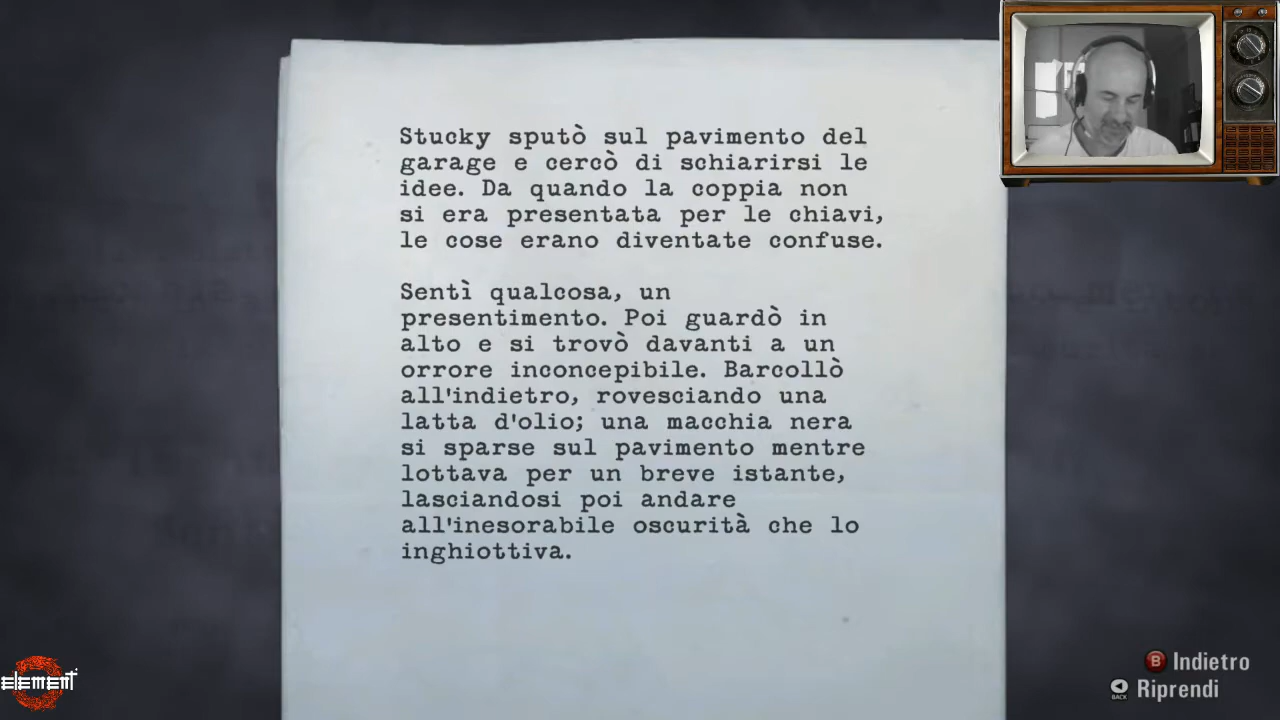 Stucky sputò sul pavimento del
garage e cercò di schiarirsi le
idee. Da quando la coppia non
si era presentata per le chiavi,
le cose erano diventate confuse.
Sentì qualcosa, un
presentimento. Poi guardò in
alto e si trovò davanti a un
orrore inconcepibile. Barcollò
all'indietro, rovesciando una
latta d'olio; una macchia nera
si sparse sul pavimento mentre
lottava per un breve istante,
lasciandosi poi andare
all'inesorabile oscurità che lo
inghiottiva.
B Indietro
BACK Riprendi
element